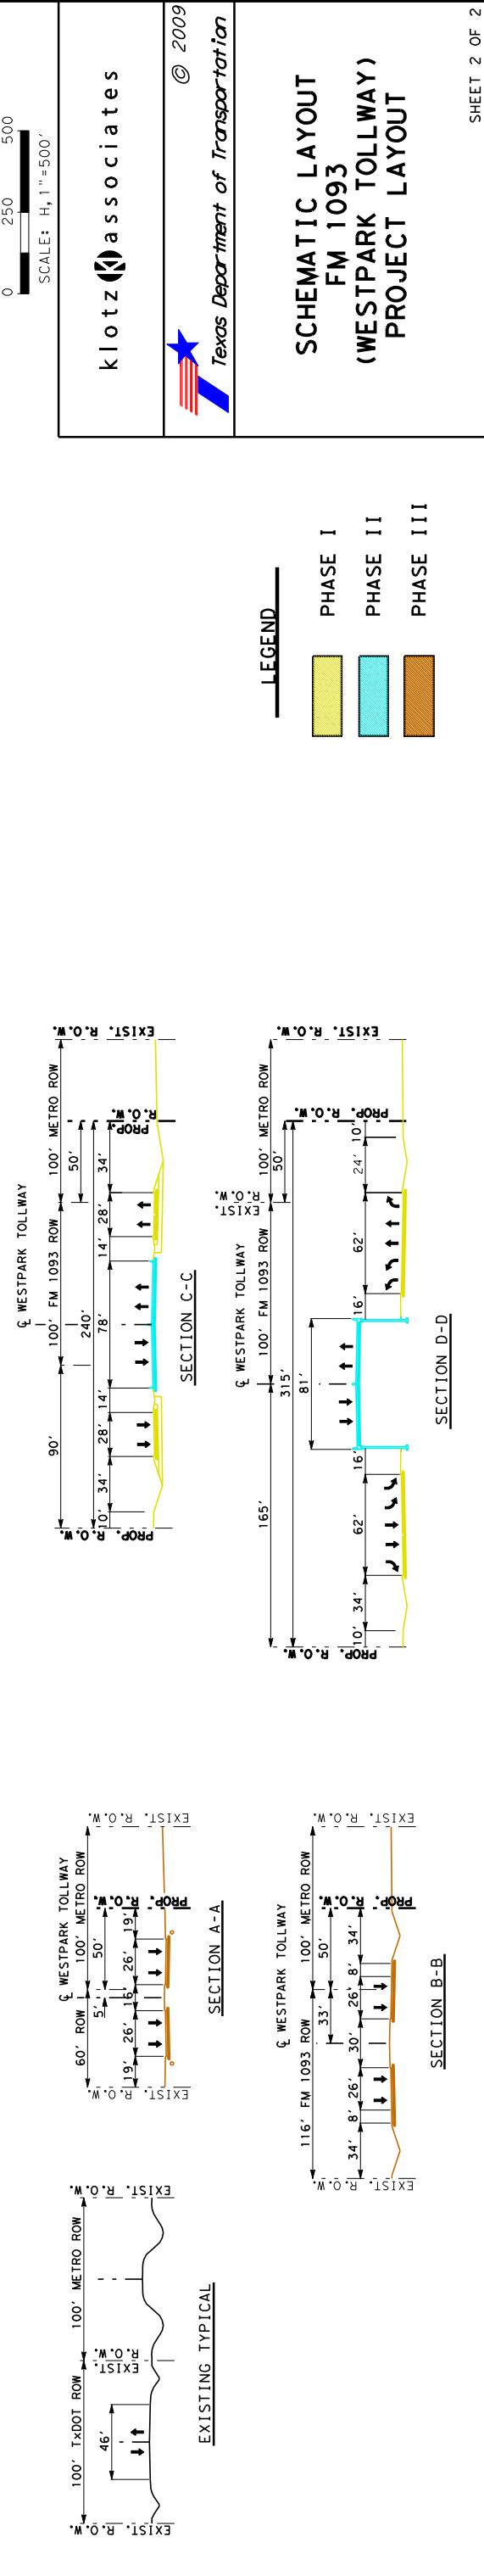 EXISTING TYPICAL
100' TxDOT ROW
100' METRO ROW
46'
EXIST. R.O.W.
EXIST. R.O.W.
EXIST. R.O.W.
SECTION A-A
℄ WESTPARK TOLLWAY
60' ROW
100' METRO ROW
5'
50'
19'
26'
16'
26'
19'
EXIST. R.O.W.
PROP. R.O.W.
EXIST. R.O.W.
SECTION B-B
℄ WESTPARK TOLLWAY
116' FM 1093 ROW
100' METRO ROW
33'
50'
34'
8'
26'
30'
26'
8'
34'
EXIST. R.O.W.
PROP. R.O.W.
EXIST. R.O.W.
SECTION C-C
℄ WESTPARK TOLLWAY
90'
100' FM 1093 ROW
100' METRO ROW
240'
50'
10'
34'
28'
14'
78'
14'
28'
34'
PROP. R.O.W.
PROP. R.O.W.
EXIST. R.O.W.
SECTION D-D
℄ WESTPARK TOLLWAY
165'
100' FM 1093 ROW
100' METRO ROW
315'
50'
81'
10'
34'
62'
16'
16'
62'
24'
10'
PROP. R.O.W.
EXIST. R.O.W.
PROP. R.O.W.
EXIST. R.O.W.
LEGEND
PHASE I
PHASE II
PHASE III
0 250 500
SCALE: H,1"=500'
klotz associates
© 2009
Texas Department of Transportation
SCHEMATIC LAYOUT
FM 1093
(WESTPARK TOLLWAY)
PROJECT LAYOUT
SHEET 2 OF 2